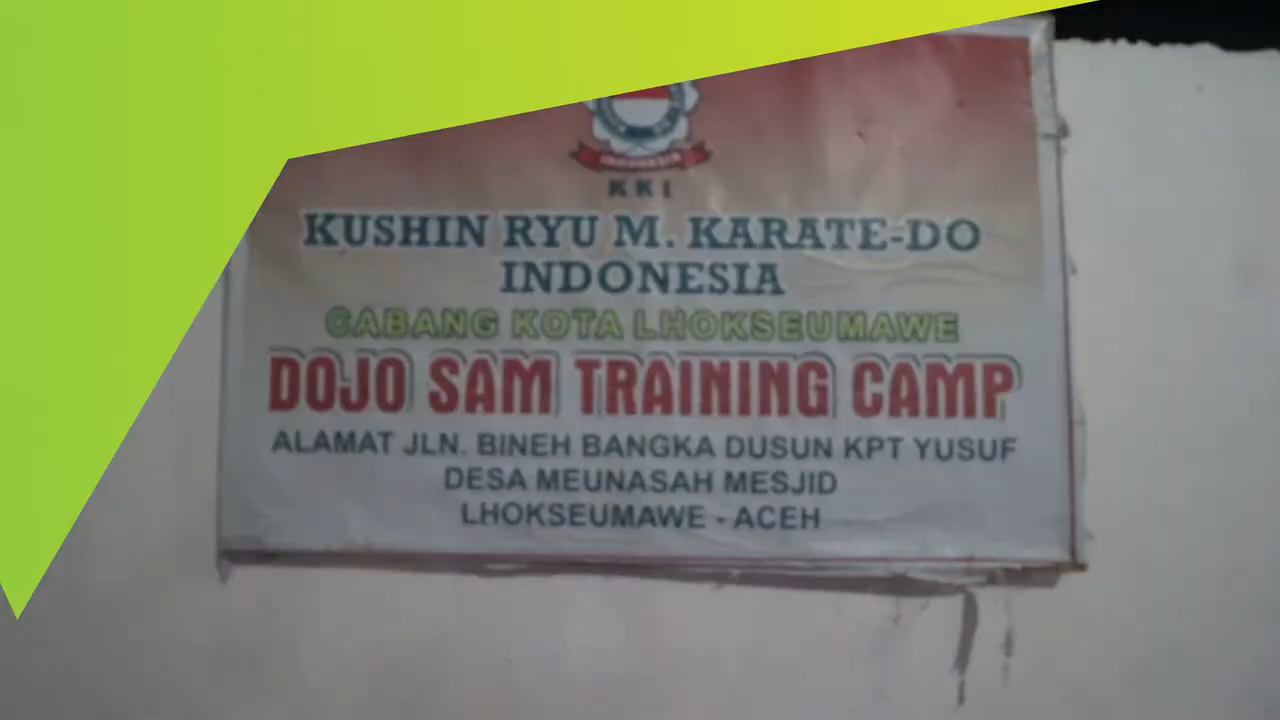 INDONESIA
KKI
KUSHIN RYU M. KARATE-DO
INDONESIA
CABANG KOTA LHOKSEUMAWE
DOJO SAM TRAINING CAMP
ALAMAT JLN. BINEH BANGKA DUSUN KPT YUSUF
DESA MEUNASAH MESJID
LHOKSEUMAWE - ACEH